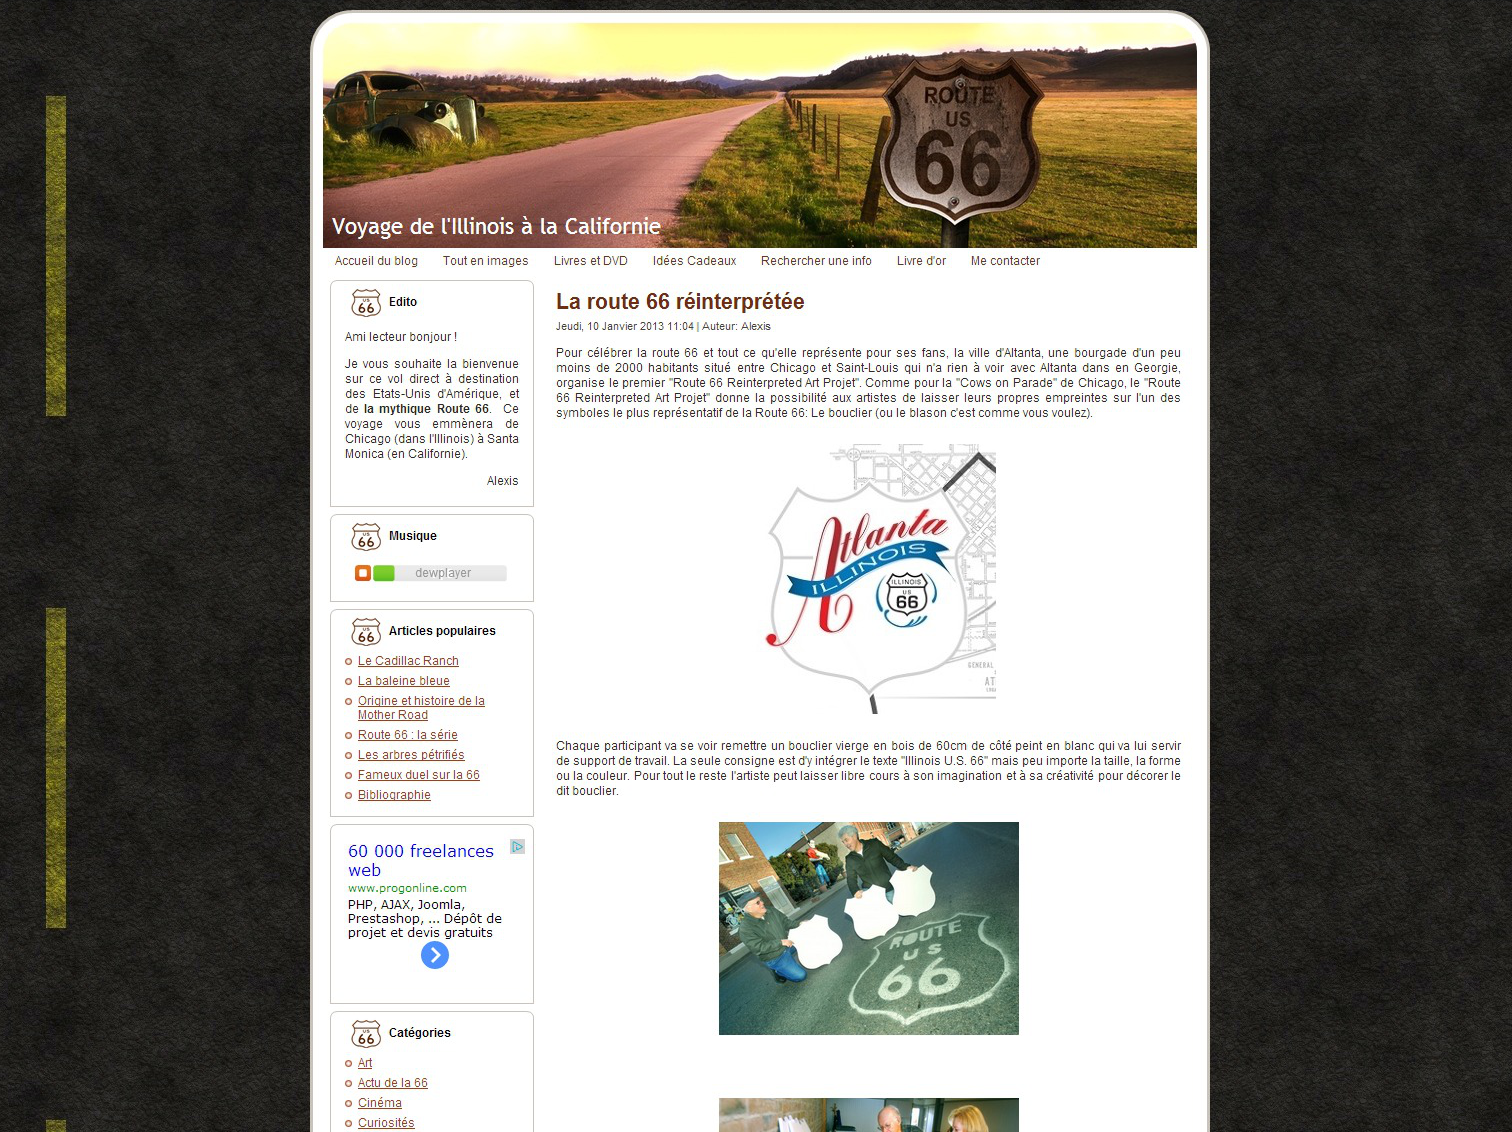 ROUTE
US
66
Voyage de l'Illinois à la Californie
Accueil du blog
Tout en images
Livres et DVD
Idées Cadeaux
Rechercher une info
Livre d'or
Me contacter
US
66
Edito
Ami lecteur bonjour !
Je vous souhaite la bienvenue
sur ce vol direct à destination
des Etats-Unis d'Amérique, et
de la mythique Route 66. Ce
voyage vous emmènera de
Chicago (dans l'Illinois) à Santa
Monica (en Californie).
Alexis
US
66
Musique
dewplayer
US
66
Articles populaires
Le Cadillac Ranch
La baleine bleue
Origine et histoire de la
Mother Road
Route 66 : la série
Les arbres pétrifiés
Fameux duel sur la 66
Bibliographie
60 000 freelances
web
www.progonline.com
PHP, AJAX, Joomla,
Prestashop, ... Dépôt de
projet et devis gratuits
US
66
Catégories
Art
Actu de la 66
Cinéma
Curiosités
La route 66 réinterprétée
Jeudi, 10 Janvier 2013 11:04 | Auteur: Alexis
Pour célébrer la route 66 et tout ce qu'elle représente pour ses fans, la ville d'Altanta, une bourgade d'un peu
moins de 2000 habitants situé entre Chicago et Saint-Louis qui n'a rien à voir avec Altanta dans en Georgie,
organise le premier "Route 66 Reinterpreted Art Projet". Comme pour la "Cows on Parade" de Chicago, le "Route
66 Reinterpreted Art Projet" donne la possibilité aux artistes de laisser leurs propres empreintes sur l'un des
symboles le plus représentatif de la Route 66: Le bouclier (ou le blason c'est comme vous voulez).
Atlanta
ILLINOIS
ILLINOIS
US
66
GENERAL
AT
Chaque participant va se voir remettre un bouclier vierge en bois de 60cm de côté peint en blanc qui va lui servir
de support de travail. La seule consigne est d'y intégrer le texte "Illinois U.S. 66" mais peu importe la taille, la forme
ou la couleur. Pour tout le reste l'artiste peut laisser libre cours à son imagination et à sa créativité pour décorer le
dit bouclier.
ROUTE
US
66